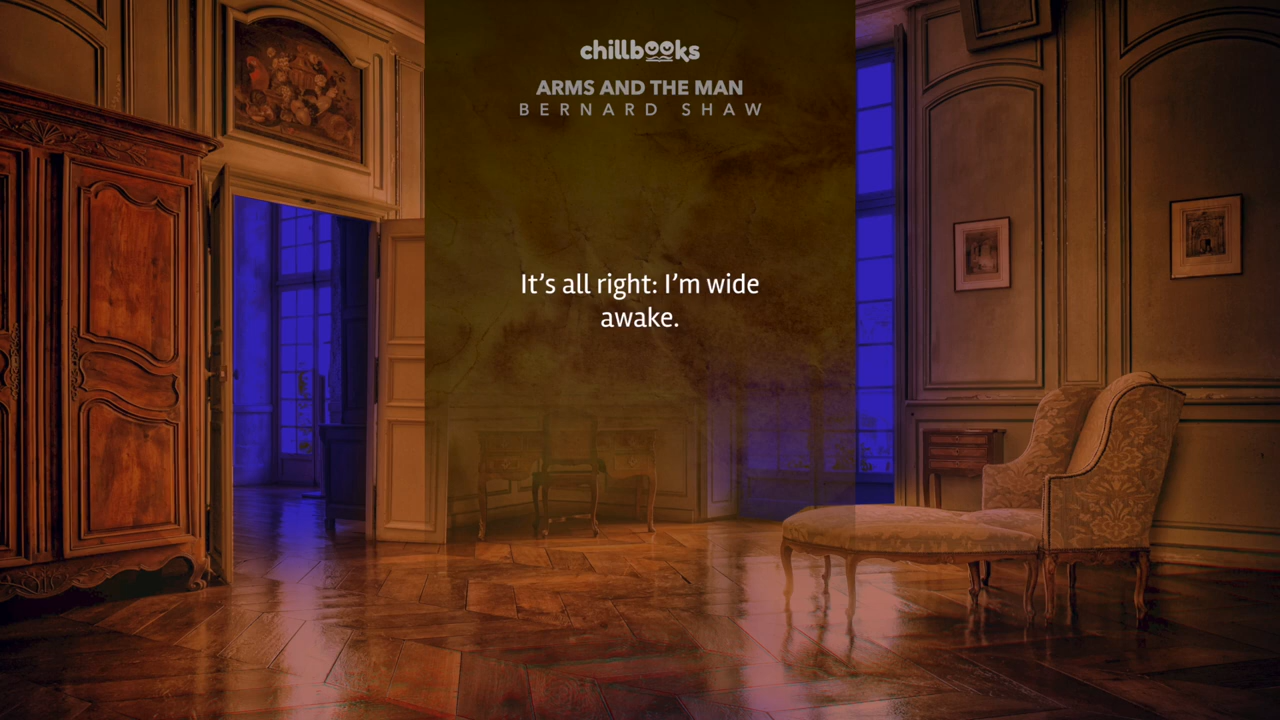 chillbooks
ARMS AND THE MAN
BERNARD SHAW
It’s all right: I’m wide
awake.